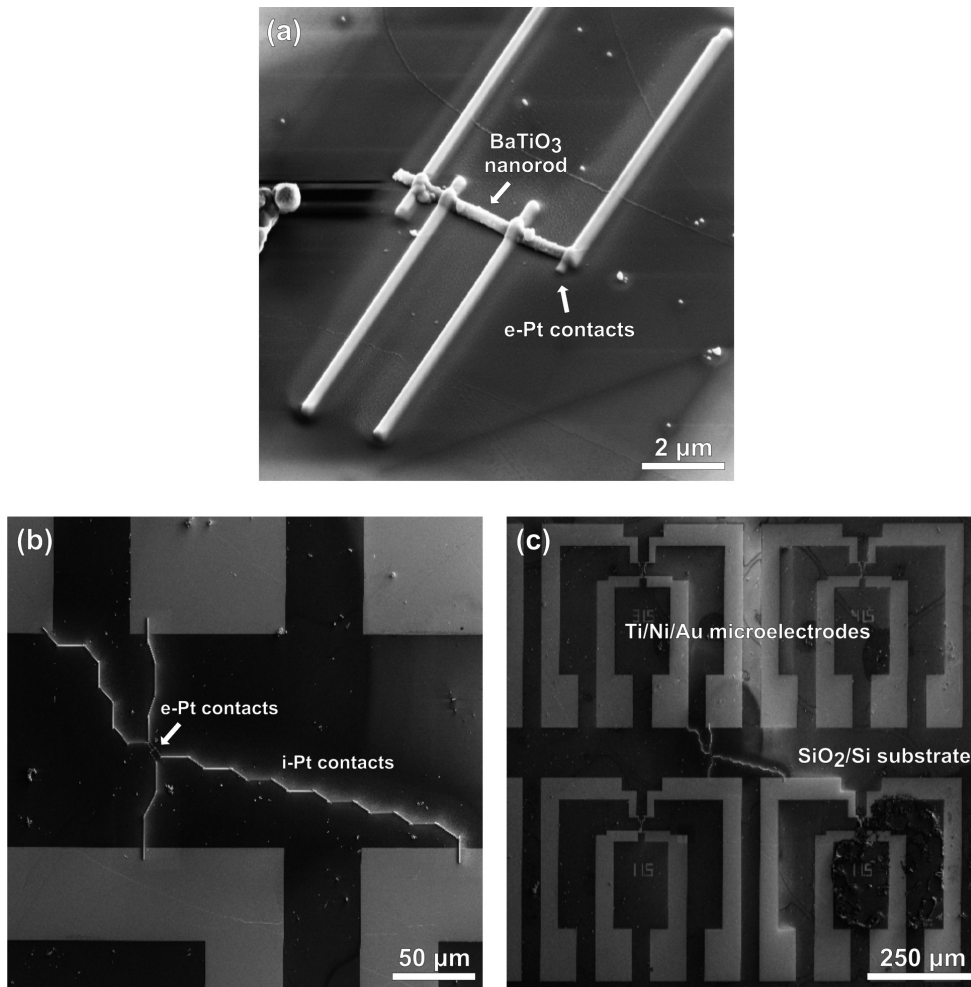 (a)
BaTiO3
nanorod
e-Pt contacts
2 µm
(b)
e-Pt contacts
i-Pt contacts
50 µm
(c)
Ti/Ni/Au microelectrodes
SiO2/Si substrate
250 µm